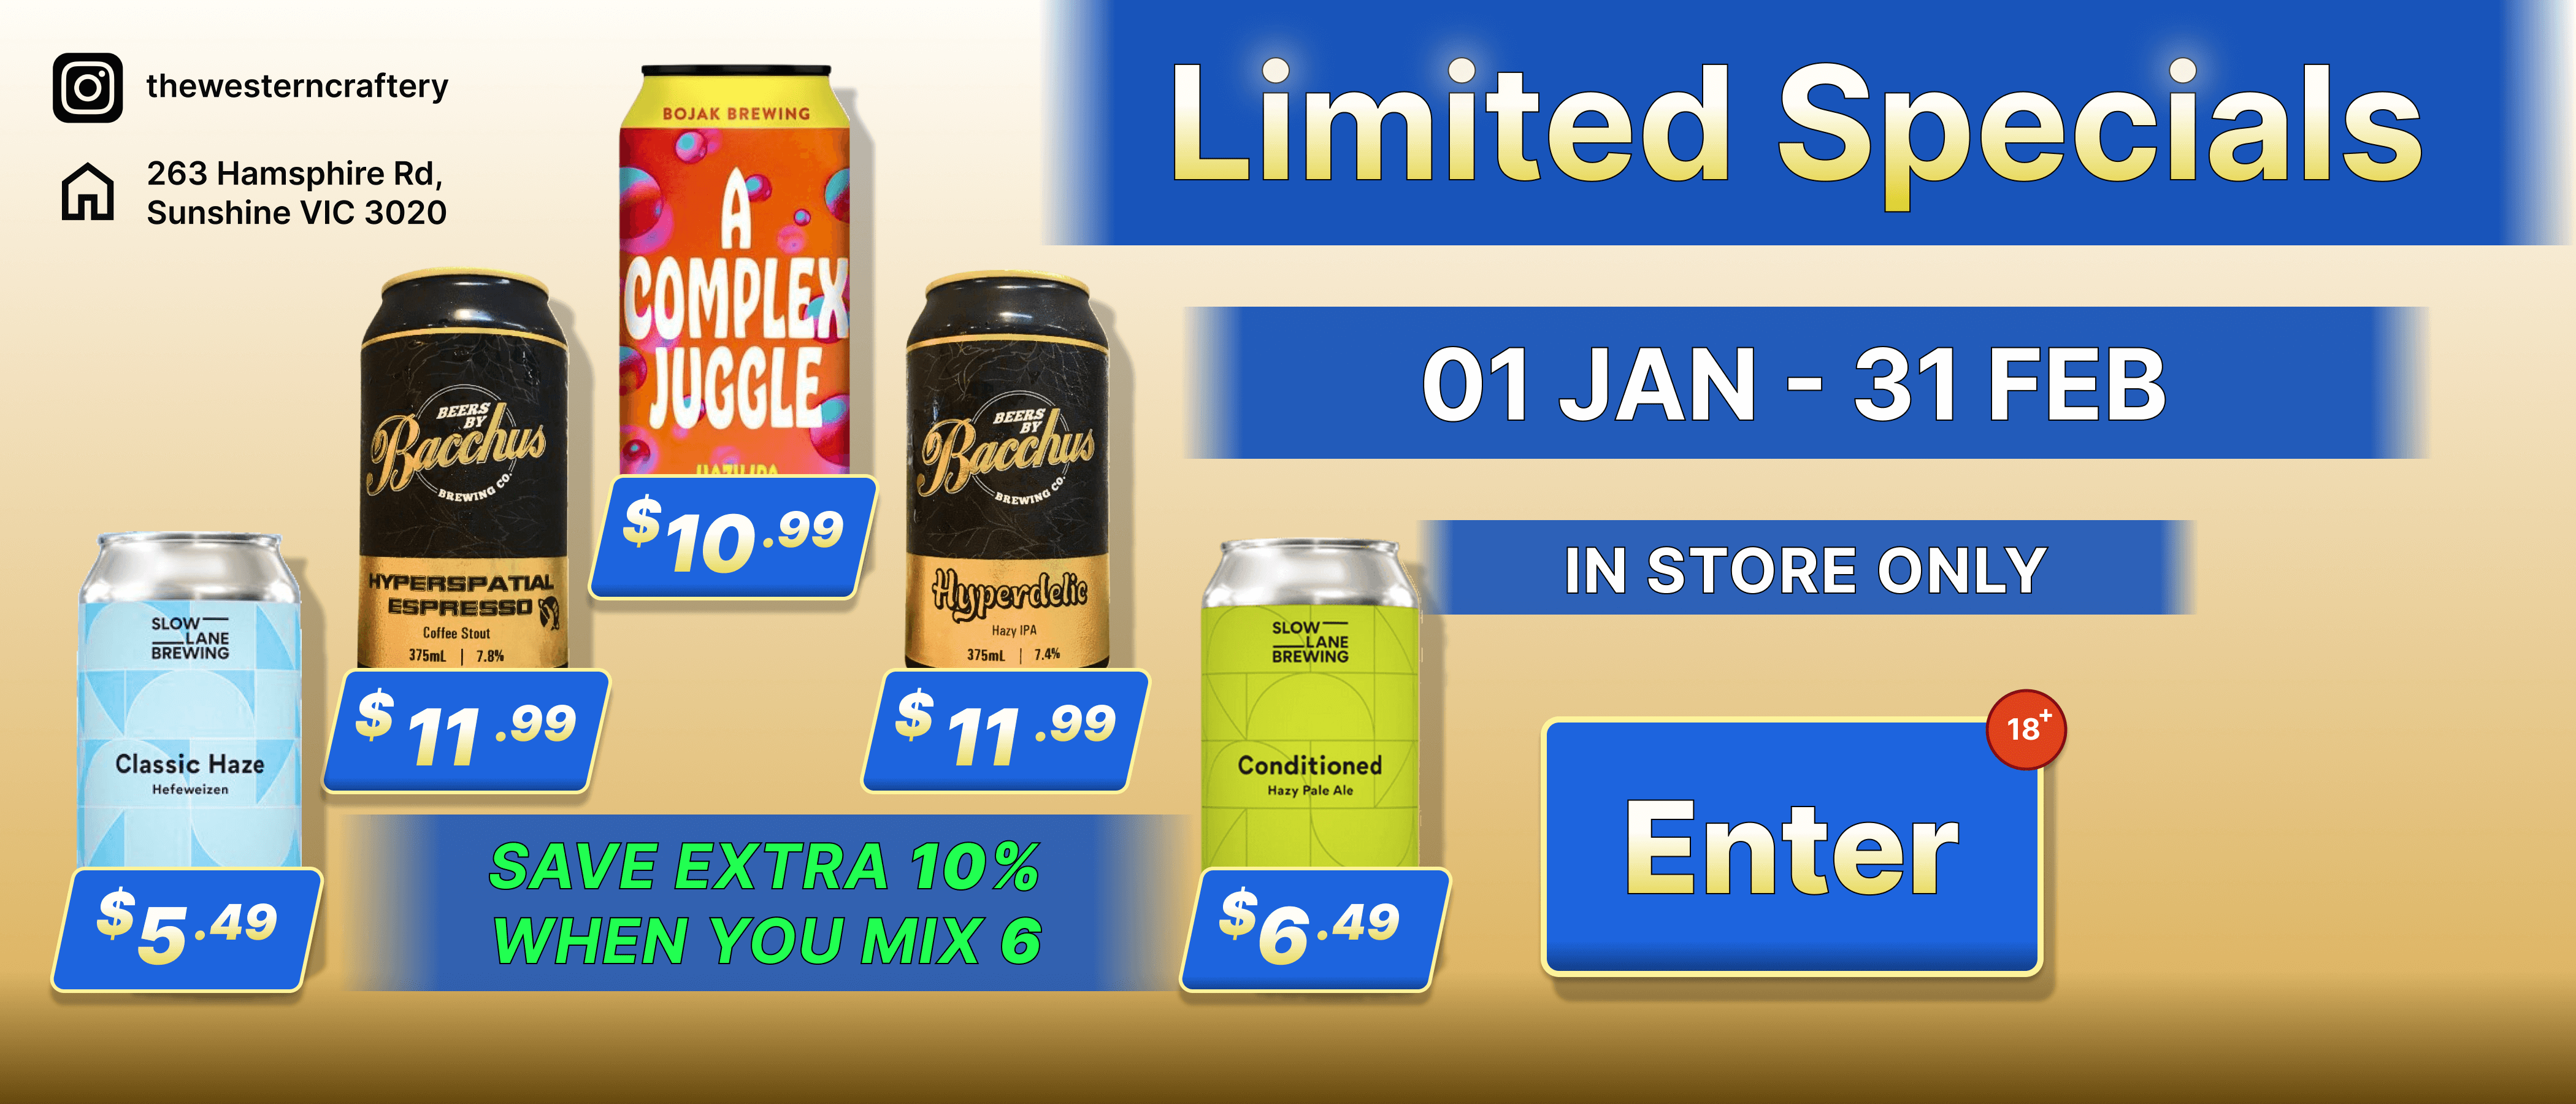 thewesterncraftery
263 Hamsphire Rd,
Sunshine VIC 3020
Limited Specials
01 JAN - 31 FEB
IN STORE ONLY
BOJAK BREWING
A
COMPLEX
JUGGLE
HAZY IPA
$10.99
BEERS
BY
Bacchus
BREWING CO.
HYPERSPATIAL
ESPRESSO
Coffee Stout
375mL | 7.8%
$11.99
BEERS
BY
Bacchus
BREWING CO.
Hyperdelic
Hazy IPA
375mL | 7.4%
$11.99
SLOW
LANE
BREWING
Classic Haze
Hefeweizen
$5.49
SAVE EXTRA 10%
WHEN YOU MIX 6
SLOW
LANE
BREWING
Conditioned
Hazy Pale Ale
$6.49
18+
Enter